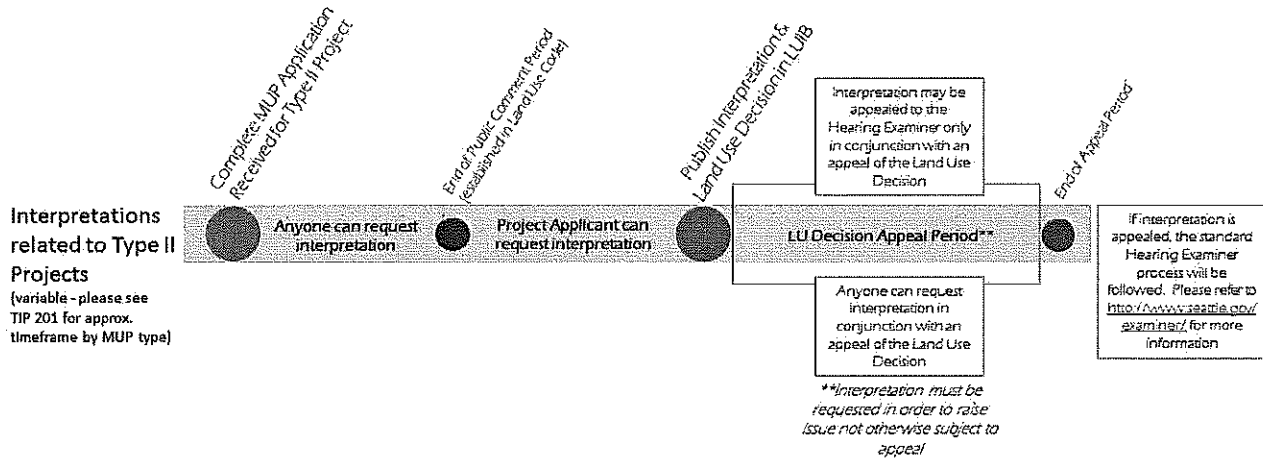 Complete MUP Application
Received for Type II Project
End of Public Comment Period
(established in Land Use Code)
Publish Interpretation &
Land Use Decision in LUIB
Interpretation may be
appealed to the
Hearing Examiner only
in conjunction with an
appeal of the Land Use
Decision
End of Appeal Period
Interpretations
related to Type II
Projects
(variable - please see
TIP 201 for approx.
timeframe by MUP type)
Anyone can request
interpretation
Project Applicant can
request interpretation
LU Decision Appeal Period**
If interpretation is
appealed, the standard
Hearing Examiner
process will be
followed. Please refer to
http://www.seattle.gov/
examiner/ for more
information
Anyone can request
interpretation in
conjunction with an
appeal of the Land Use
Decision
**Interpretation must be
requested in order to raise
issue not otherwise subject to
appeal